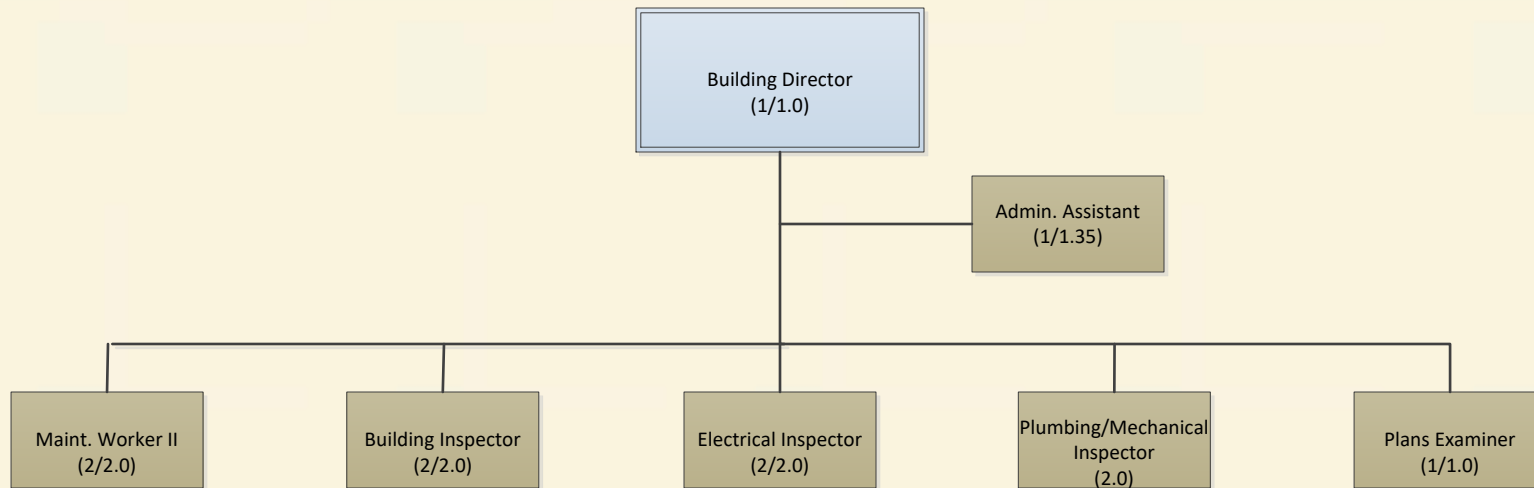 Building Director
(1/1.0)
Admin. Assistant
(1/1.35)
Maint. Worker II
(2/2.0)
Building Inspector
(2/2.0)
Electrical Inspector
(2/2.0)
Plumbing/Mechanical
Inspector
(2.0)
Plans Examiner
(1/1.0)